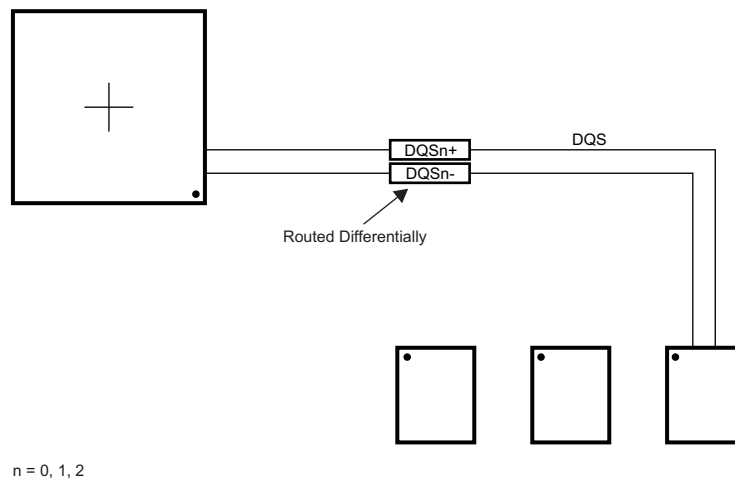 DQSn+
DQS
DQSn-
Routed Differentially
n = 0, 1, 2